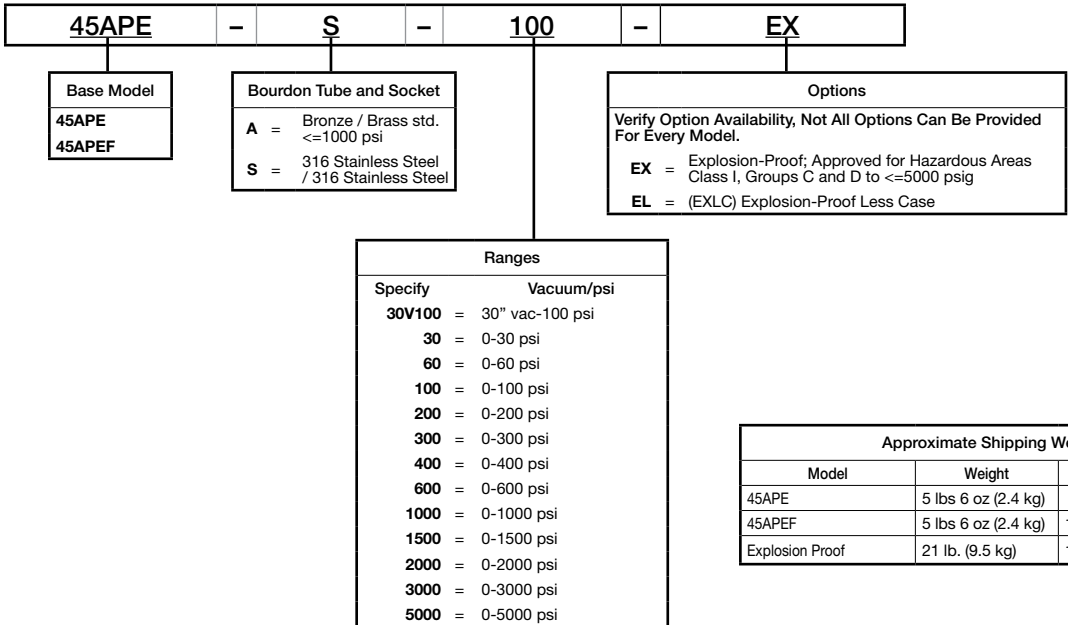 45APE – S – 100 – EX
Base Model
45APE
45APEF
Bourdon Tube and Socket
A = Bronze / Brass std.
<=1000 psi
S = 316 Stainless Steel
/ 316 Stainless Steel
Options
Verify Option Availability, Not All Options Can Be Provided
For Every Model.
EX = Explosion-Proof; Approved for Hazardous Areas
Class I, Groups C and D to <=5000 psig
EL = (EXLC) Explosion-Proof Less Case
Ranges
Specify Vacuum/psi
30V100 = 30” vac-100 psi
30 = 0-30 psi
60 = 0-60 psi
100 = 0-100 psi
200 = 0-200 psi
300 = 0-300 psi
400 = 0-400 psi
600 = 0-600 psi
1000 = 0-1000 psi
1500 = 0-1500 psi
2000 = 0-2000 psi
3000 = 0-3000 psi
5000 = 0-5000 psi
Approximate Shipping
Model Weight
45APE 5 lbs 6 oz (2.4 kg)
45APEF 5 lbs 6 oz (2.4 kg)
Explosion Proof 21 lb. (9.5 kg)